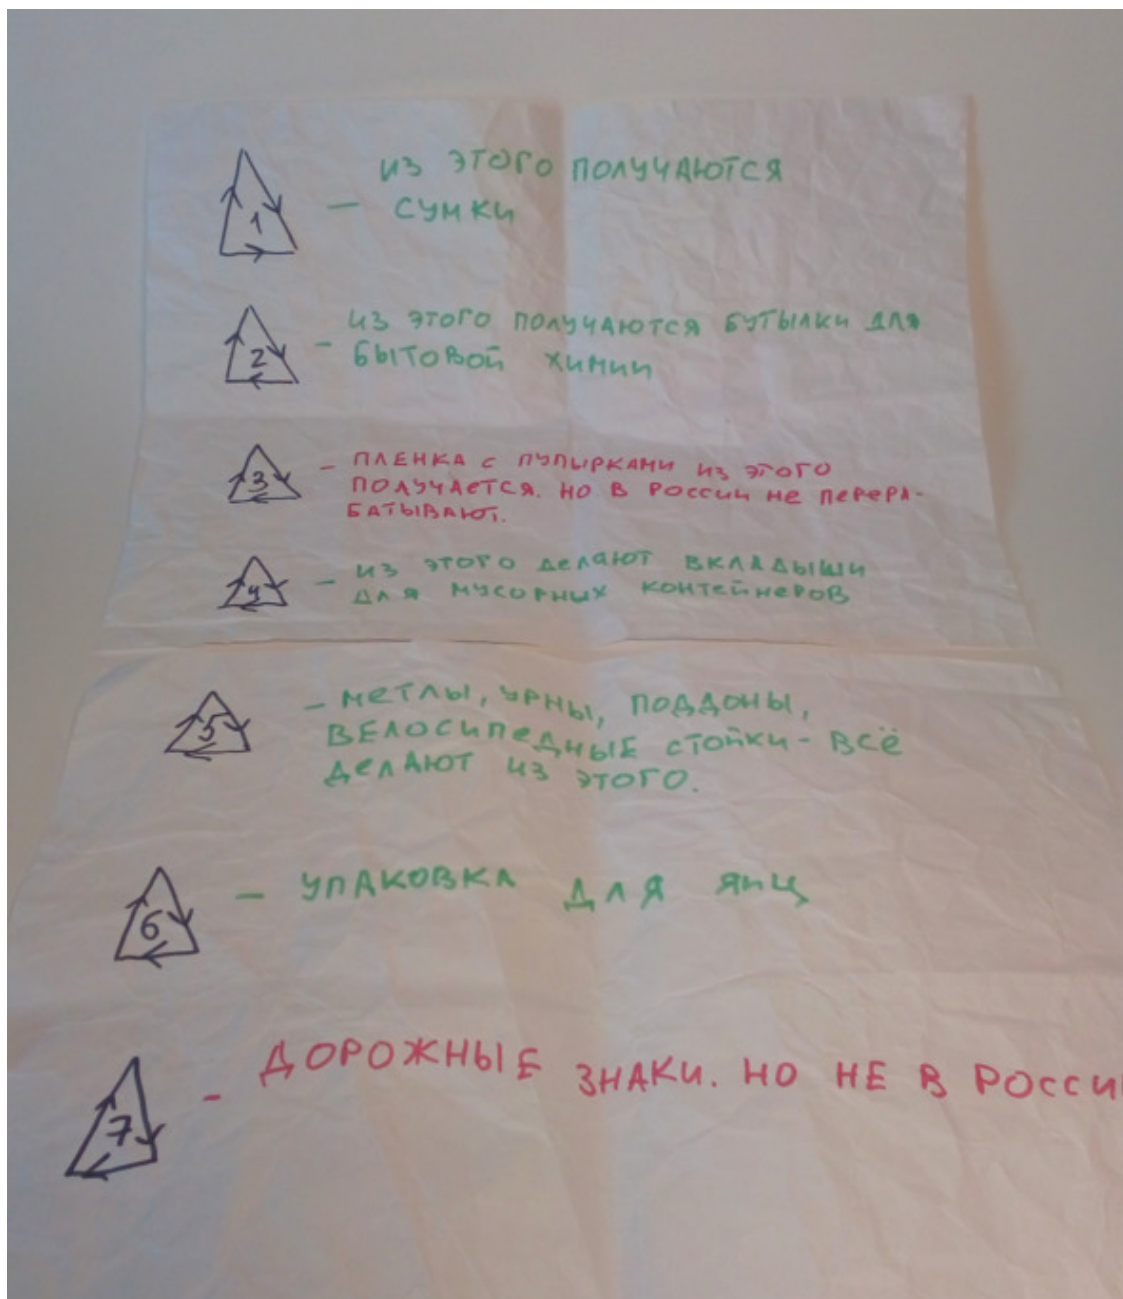 из этого получаются
1 – сумки
из этого получаются бутылки для
2 – бытовой химии
3 – пленка с пупырками из этого
получается. но в России не перера-
батывают.
4 – из этого делают вкладыши
для мусорных контейнеров
5 – метлы, урны, поддоны,
велосипедные стойки - всё
делают из этого.
6 – упаковка для яиц
7 – дорожные знаки. но не в Росси